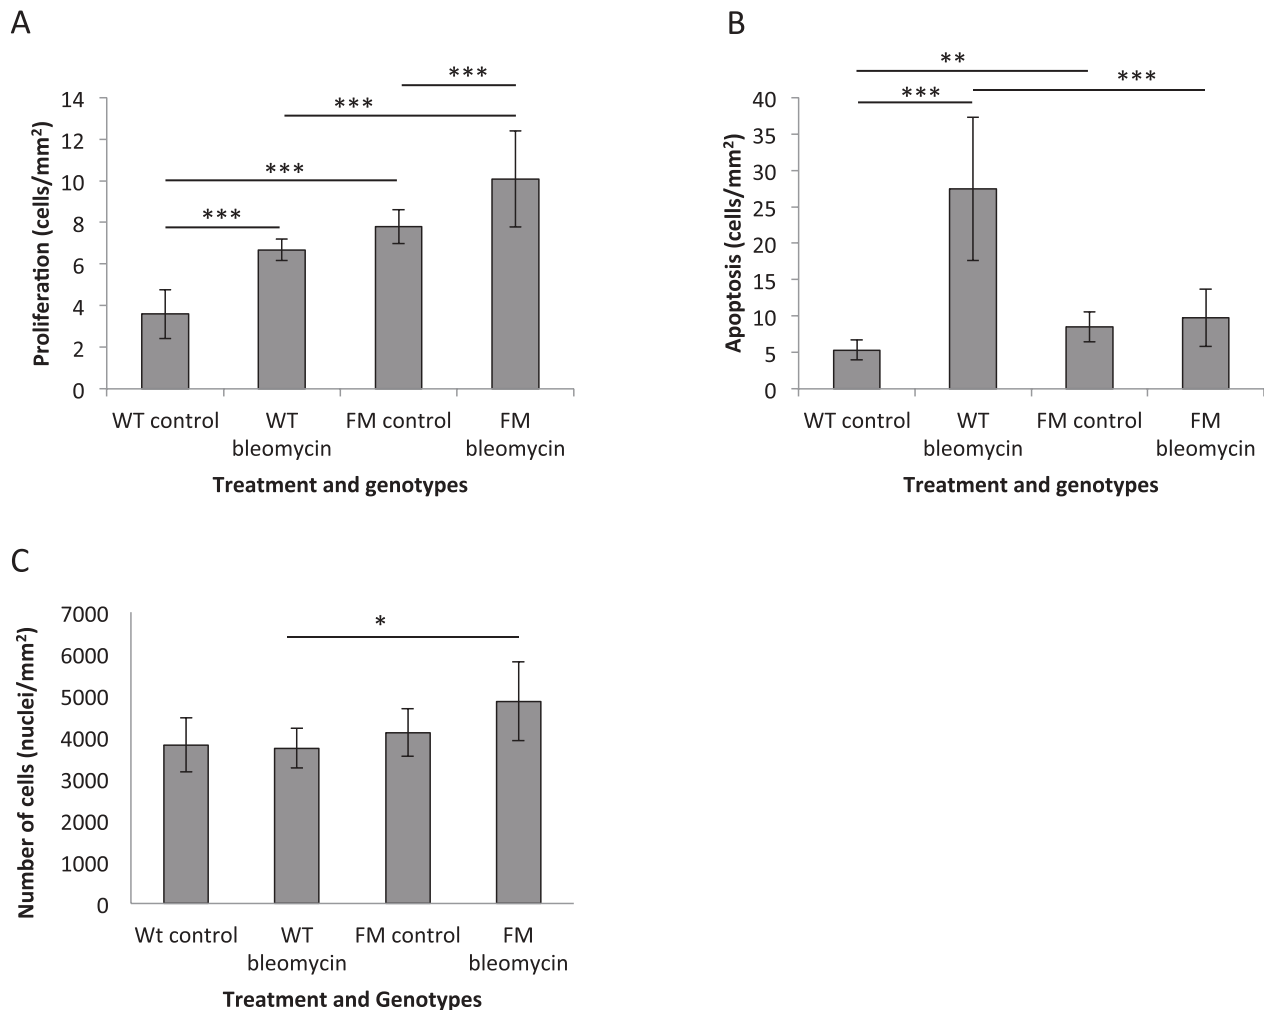 A
***
***
***
***
14
12
10
8
6
4
2
0
Proliferation (cells/mm²)
WT control
WT
bleomycin
FM control
FM
bleomycin
Treatment and genotypes
B
**
***
***
40
35
30
25
20
15
10
5
0
Apoptosis (cells/mm²)
WT control
WT
bleomycin
FM control
FM
bleomycin
Treatment and genotypes
C
*
7000
6000
5000
4000
3000
2000
1000
0
Number of cells (nuclei/mm²)
Wt control
WT
bleomycin
FM control
FM
bleomycin
Treatment and Genotypes